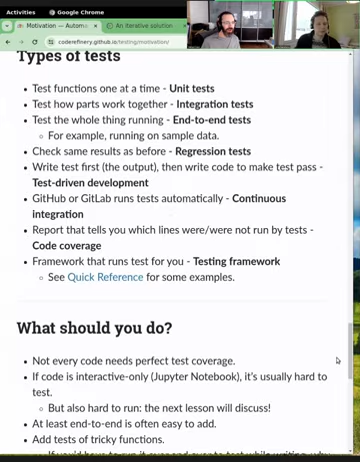 Activities
Google Chrome
Motivation — Autom
An iterative solution
coderefinery.github.io/testing/motivation/
Types of tests
• Test functions one at a time - Unit tests
• Test how parts work together - Integration tests
• Test the whole thing running - End-to-end tests
◦ For example, running on sample data.
• Check same results as before - Regression tests
• Write test first (the output), then write code to make test pass -
Test-driven development
• GitHub or GitLab runs tests automatically - Continuous
integration
• Report that tells you which lines were/were not run by tests -
Code coverage
• Framework that runs test for you - Testing framework
◦ See Quick Reference for some examples.
What should you do?
• Not every code needs perfect test coverage.
• If code is interactive-only (Jupyter Notebook), it's usually hard to
test.
◦ But also hard to run: the next lesson will discuss!
• At least end-to-end is often easy to add.
• Add tests of tricky functions.